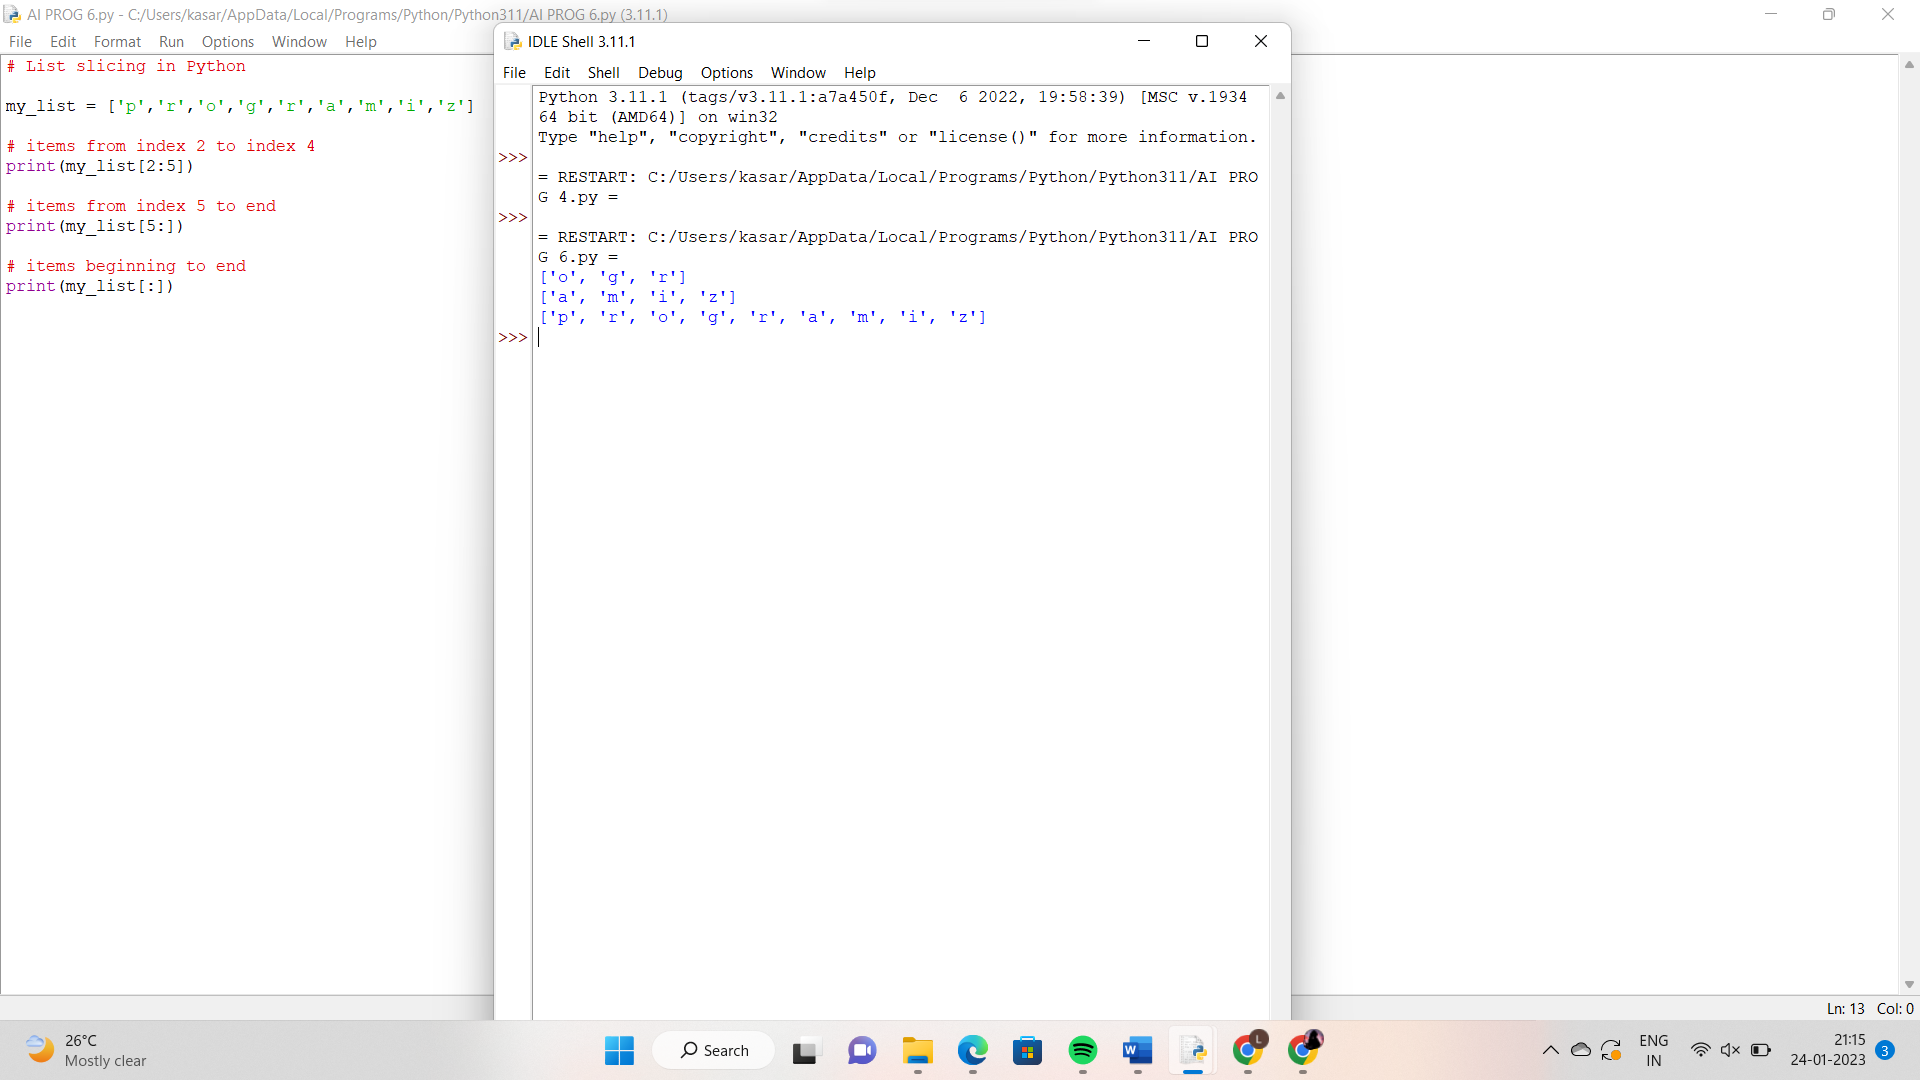 AI PROG 6.py - C:/Users/kasar/AppData/Local/Programs/Python/Python311/AI PROG 6.py (3.11.1)
File Edit Format Run Options Window Help
# List slicing in Python
my_list = ['p','r','o','g','r','a','m','i','z']
# items from index 2 to index 4
print(my_list[2:5])
# items from index 5 to end
print(my_list[5:])
# items beginning to end
print(my_list[:])
IDLE Shell 3.11.1
File Edit Shell Debug Options Window Help
Python 3.11.1 (tags/v3.11.1:a7a450f, Dec  6 2022, 19:58:39) [MSC v.1934
64 bit (AMD64)] on win32
Type "help", "copyright", "credits" or "license()" for more information.
>>>
= RESTART: C:/Users/kasar/AppData/Local/Programs/Python/Python311/AI PRO
G 4.py =
>>>
= RESTART: C:/Users/kasar/AppData/Local/Programs/Python/Python311/AI PRO
G 6.py =
['o', 'g', 'r']
['a', 'm', 'i', 'z']
['p', 'r', 'o', 'g', 'r', 'a', 'm', 'i', 'z']
>>>
Ln: 13 Col: 0
26°C
Mostly clear
Search
W
L
ENG
IN
21:15
24-01-2023
3